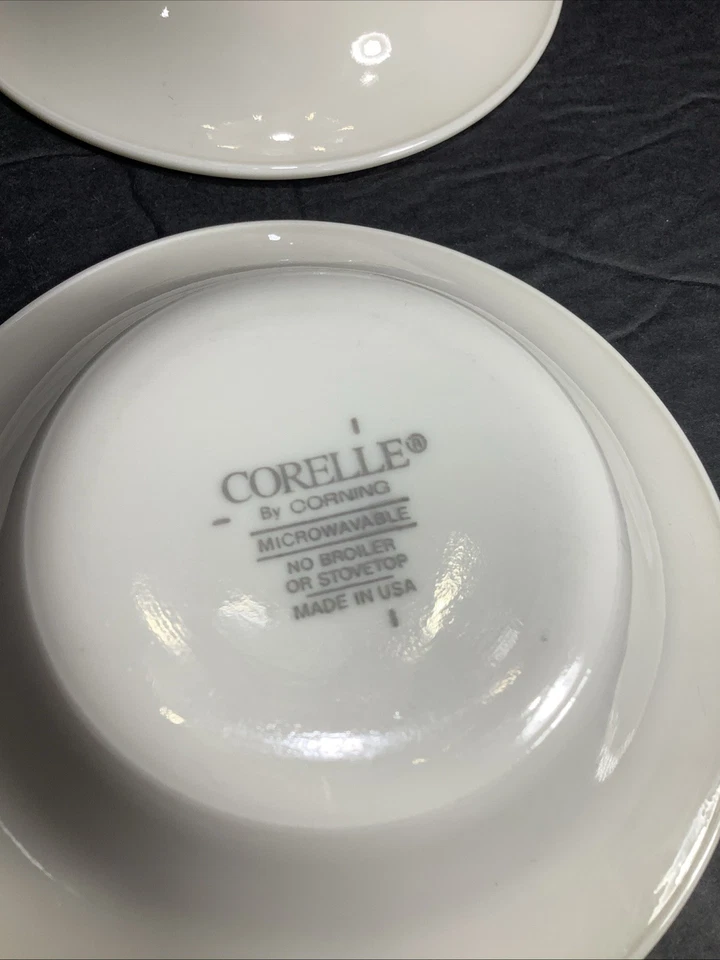 CORELLE®
By CORNING
MICROWAVABLE
NO BROILER
OR STOVETOP
MADE IN USA